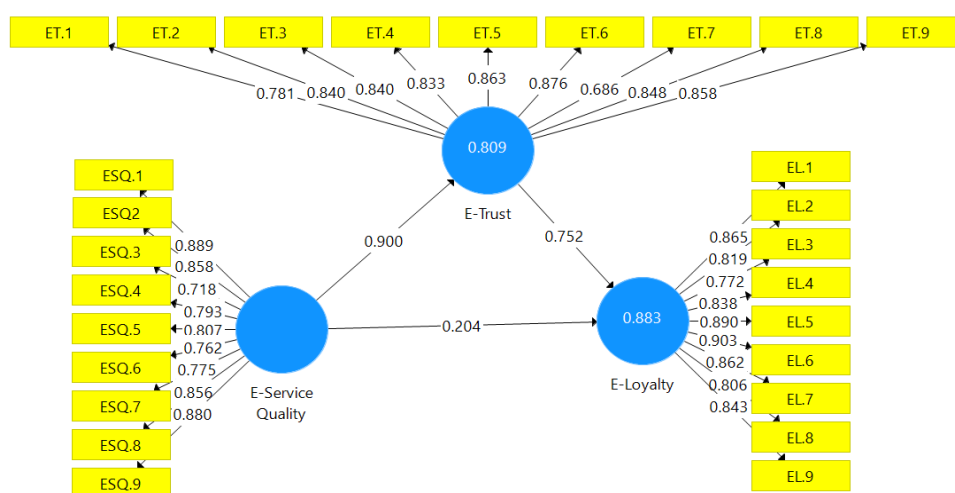 ET.1 ET.2 ET.3 ET.4 ET.5 ET.6 ET.7 ET.8 ET.9
0.781 0.840 0.840 0.833 0.863 0.876 0.686 0.848 0.858
0.809
E-Trust
ESQ.1
ESQ2
ESQ.3
ESQ.4
ESQ.5
ESQ.6
ESQ.7
ESQ.8
ESQ.9
0.889
0.858
0.718
0.793
0.807
0.762
0.775
0.856
0.880
E-Service
Quality
0.900
0.752
0.204
0.883
E-Loyalty
0.865
0.819
0.772
0.838
0.890
0.903
0.862
0.806
0.843
EL.1
EL.2
EL.3
EL.4
EL.5
EL.6
EL.7
EL.8
EL.9